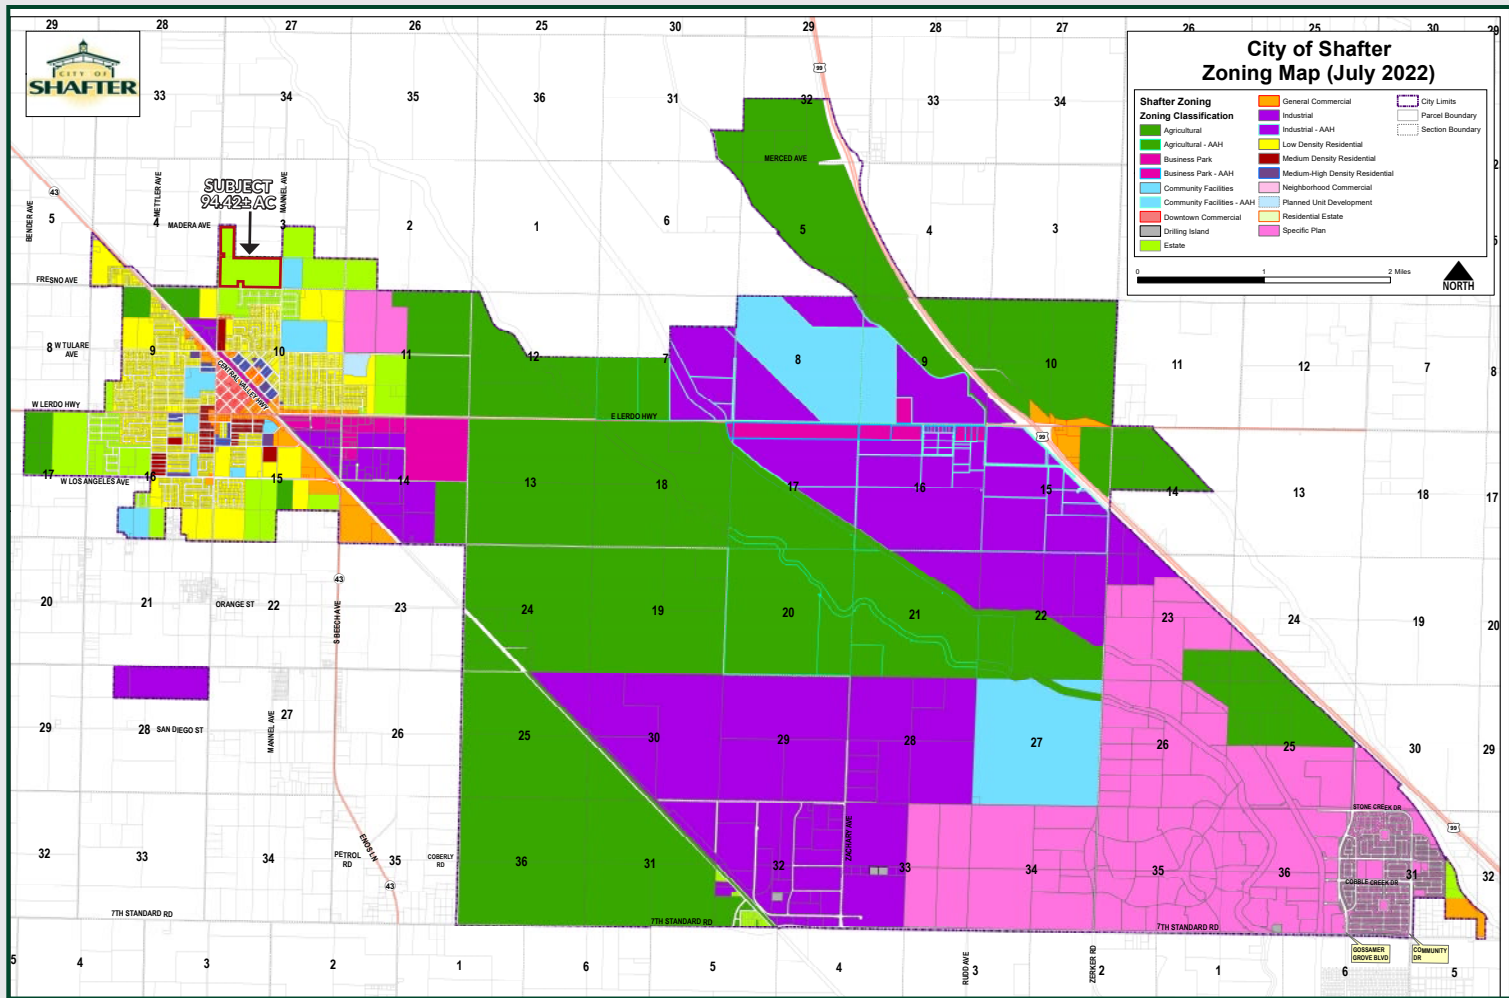 29 28 27 25 30 29 28 27 26 30 29
CITY OF
SHAFTER
City of Shafter
Zoning Map (July 2022)
Shafter Zoning
Zoning Classification
Agricultural
Agricultural - AAH
Business Park
Business Park - AAH
Community Facilities
Community Facilities - AAH
Downtown Commercial
Drilling Island
Estate
General Commercial
Industrial
Industrial - AAH
Low Density Residential
Medium Density Residential
Medium-High Density Residential
Neighborhood Commercial
Planned Unit Development
Residential Estate
Specific Plan
City Limits
Parcel Boundary
Section Boundary
0 1 2 Miles
NORTH
99
33 34 35 36 31 32 33 34
MERCED AVE
2
43
METTLER AVE
SUBJECT
94.42± AC
MANNEL AVE
BENDER AVE
5 4 3 2 1 6 5 4 3 5
MADERA AVE
FRESNO AVE
8 W TULARE
AVE
9 10 11 12 7 8 9 10 11 12 7 8
CENTRAL VALLEY HWY
W LERDO HWY
E LERDO HWY
99
17 16 15 14 13 18 17 16 15 14 13 18 17
W LOS ANGELES AVE
43
20 21 22 23 24 19 20 21 22 23 24 19 20
ORANGE ST
S BEECH AVE
29 28 27 26 25 30 29 28 27 26 25 30 29
SAN DIEGO ST
MANNEL AVE
STONE CREEK DR
99
ZACHARY AVE
ENOS LN
32 33 34 35 36 31 32 33 34 35 36 31 32
PETROL
RD
COBERLY
RD
COBBLE CREEK DR
43
7TH STANDARD RD
7TH STANDARD RD
7TH STANDARD RD
GOSSAMER
GROVE BLVD
COMMUNITY
DR
RUDD AVE
ZERKER RD
5 4 3 2 1 6 5 4 3 2 1 6 5